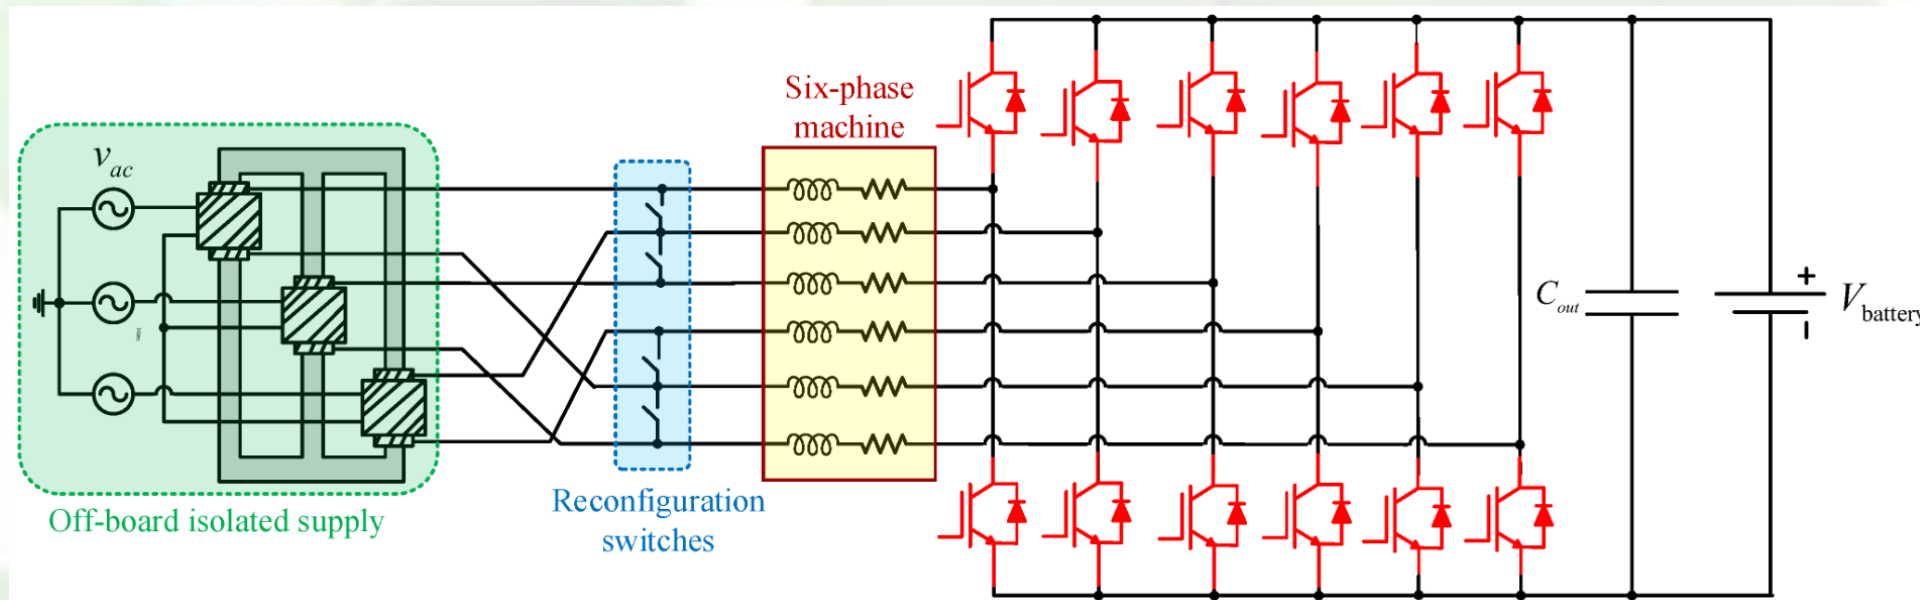 Six-phase
machine
v_ac
Reconfiguration
switches
Off-board isolated supply
C_out
+
V_battery